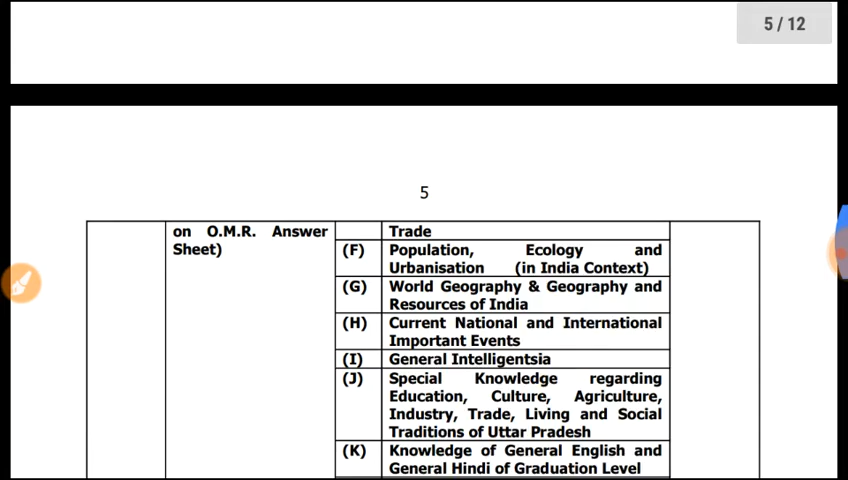 5 / 12
5
on O.M.R. Answer
Sheet)
Trade
(F) Population, Ecology and
Urbanisation (in India Context)
(G) World Geography & Geography and
Resources of India
(H) Current National and International
Important Events
(I) General Intelligentsia
(J) Special Knowledge regarding
Education, Culture, Agriculture,
Industry, Trade, Living and Social
Traditions of Uttar Pradesh
(K) Knowledge of General English and
General Hindi of Graduation Level